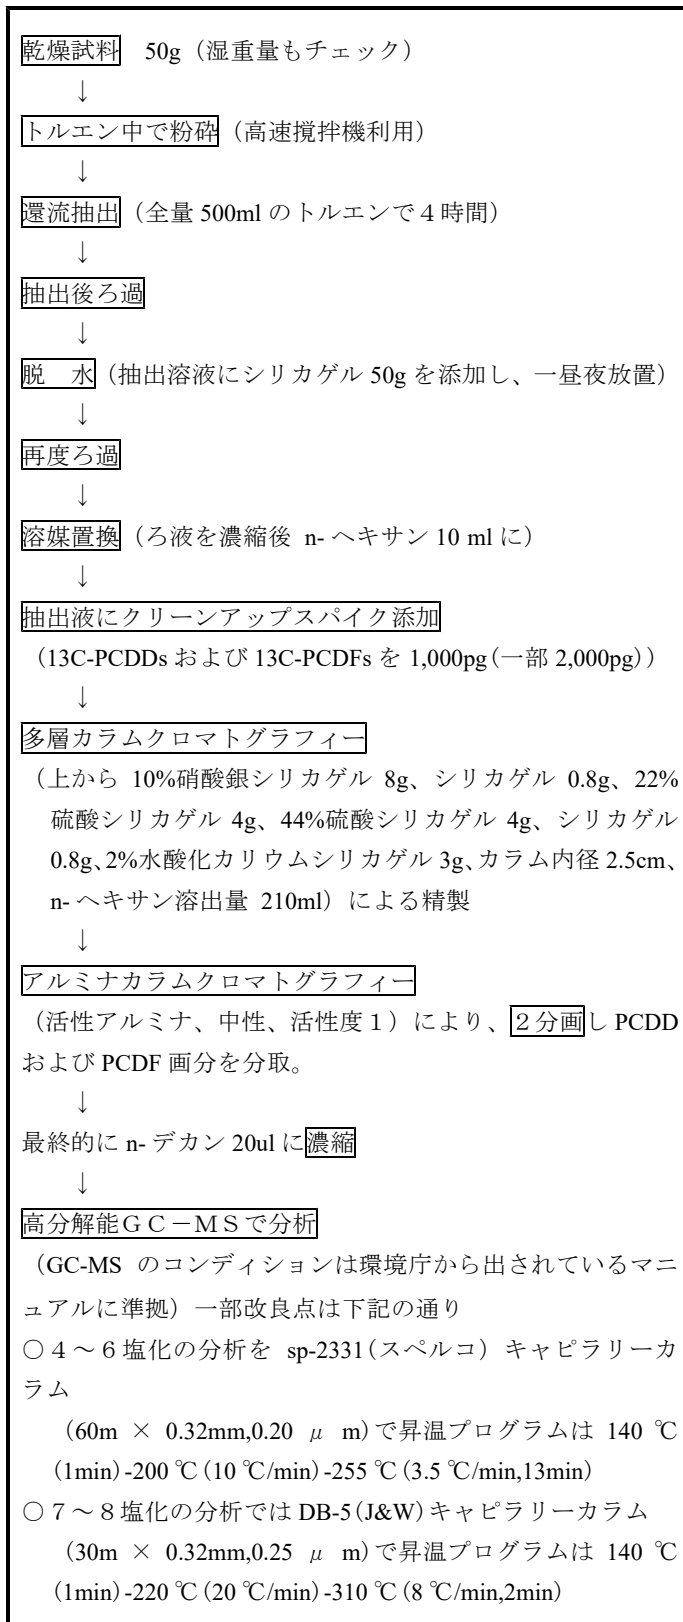 乾燥試料 50g（湿重量もチェック）
↓
トルエン中で粉砕（高速撹拌機利用）
↓
還流抽出（全量 500ml のトルエンで４時間）
↓
抽出後ろ過
↓
脱　水（抽出溶液にシリカゲル 50g を添加し、一昼夜放置）
↓
再度ろ過
↓
溶媒置換（ろ液を濃縮後 n- ヘキサン 10 ml に）
↓
抽出液にクリーンアップスパイク添加
（13C-PCDDs および 13C-PCDFs を 1,000pg（一部 2,000pg））
↓
多層カラムクロマトグラフィー
（上から 10%硝酸銀シリカゲル 8g、シリカゲル 0.8g、22%
硫酸シリカゲル 4g、44%硫酸シリカゲル 4g、シリカゲル
0.8g、2%水酸化カリウムシリカゲル 3g、カラム内径 2.5cm、
n- ヘキサン溶出量 210ml）による精製
↓
アルミナカラムクロマトグラフィー
（活性アルミナ、中性、活性度１）により、２分画し PCDD
および PCDF 画分を分取。
↓
最終的に n- デカン 20ul に濃縮
↓
高分解能ＧＣ－ＭＳで分析
（GC-MS のコンディションは環境庁から出されているマニ
ュアルに準拠）一部改良点は下記の通り
○４～６塩化の分析を sp-2331（スペルコ）キャピラリーカ
ラム
（60m × 0.32mm,0.20 μ m）で昇温プログラムは 140 ℃
（1min）-200 ℃（10 ℃/min）-255 ℃（3.5 ℃/min,13min）
○７～８塩化の分析では DB-5（J&W）キャピラリーカラム
（30m × 0.32mm,0.25 μ m）で昇温プログラムは 140 ℃
（1min）-220 ℃（20 ℃/min）-310 ℃（8 ℃/min,2min）